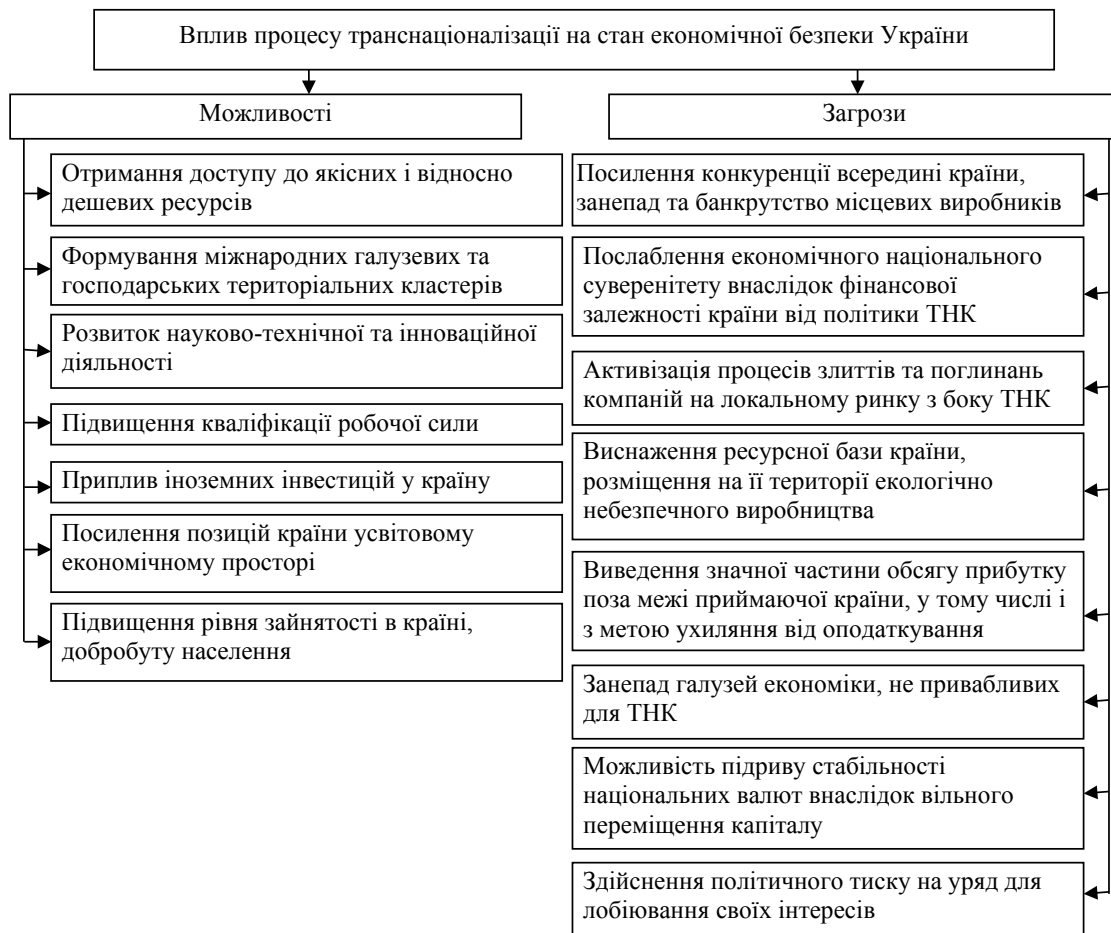 Вплив процесу транснаціоналізації на стан економічної безпеки України
Можливості
Отримання доступу до якісних і відносно
дешевих ресурсів
Формування міжнародних галузевих та
господарських територіальних кластерів
Розвиток науково-технічної та інноваційної
діяльності
Підвищення кваліфікації робочої сили
Приплив іноземних інвестицій у країну
Посилення позицій країни усвітовому
економічному просторі
Підвищення рівня зайнятості в країні,
добробуту населення
Загрози
Посилення конкуренції всередині країни,
занепад та банкрутство місцевих виробників
Послаблення економічного національного
суверенітету внаслідок фінансової
залежності країни від політики ТНК
Активізація процесів злиттів та поглинань
компаній на локальному ринку з боку ТНК
Виснаження ресурсної бази країни,
розміщення на її території екологічно
небезпечного виробництва
Виведення значної частини обсягу прибутку
поза межі приймаючої країни, у тому числі і
з метою ухиляння від оподаткування
Занепад галузей економіки, не привабливих
для ТНК
Можливість підриву стабільності
національних валют внаслідок вільного
переміщення капіталу
Здійснення політичного тиску на уряд для
лобіювання своїх інтересів